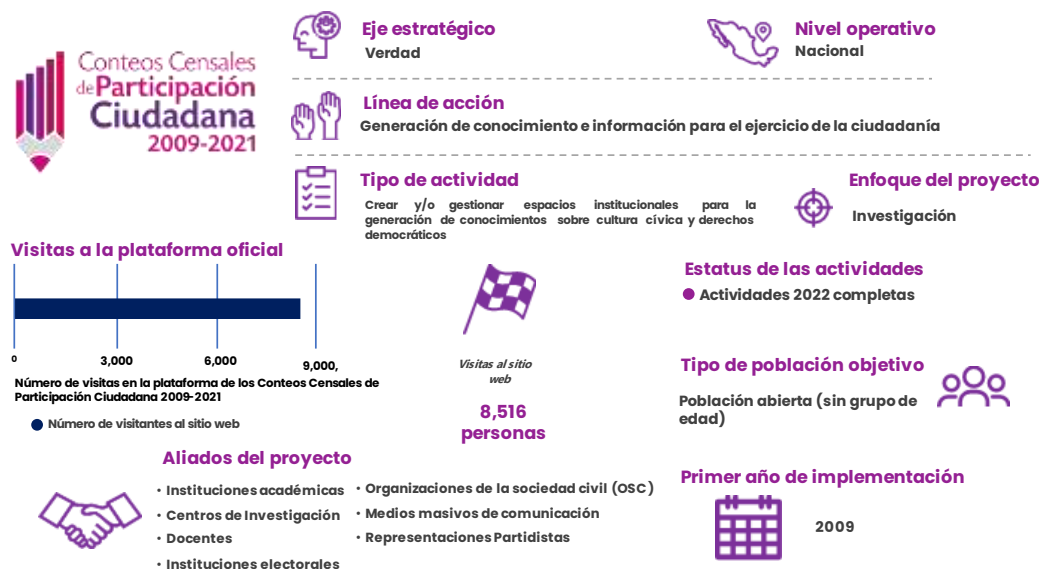 Conteos Censales
de Participación
Ciudadana
2009-2021
Eje estratégico
Verdad
Nivel operativo
Nacional
Línea de acción
Generación de conocimiento e información para el ejercicio de la ciudadanía
Tipo de actividad
Crear y/o gestionar espacios institucionales para la
generación de conocimientos sobre cultura cívica y derechos
democráticos
Enfoque del proyecto
Investigación
Visitas a la plataforma oficial
0
3,000
6,000
9,000,
Número de visitas en la plataforma de los Conteos Censales de
Participación Ciudadana 2009-2021
Número de visitantes al sitio web
Visitas al sitio
web
8,516
personas
Estatus de las actividades
Actividades 2022 completas
Tipo de población objetivo
Población abierta (sin grupo de
edad)
Aliados del proyecto
• Instituciones académicas
• Centros de Investigación
• Docentes
• Instituciones electorales
• Organizaciones de la sociedad civil (OSC)
• Medios masivos de comunicación
• Representaciones Partidistas
Primer año de implementación
2009